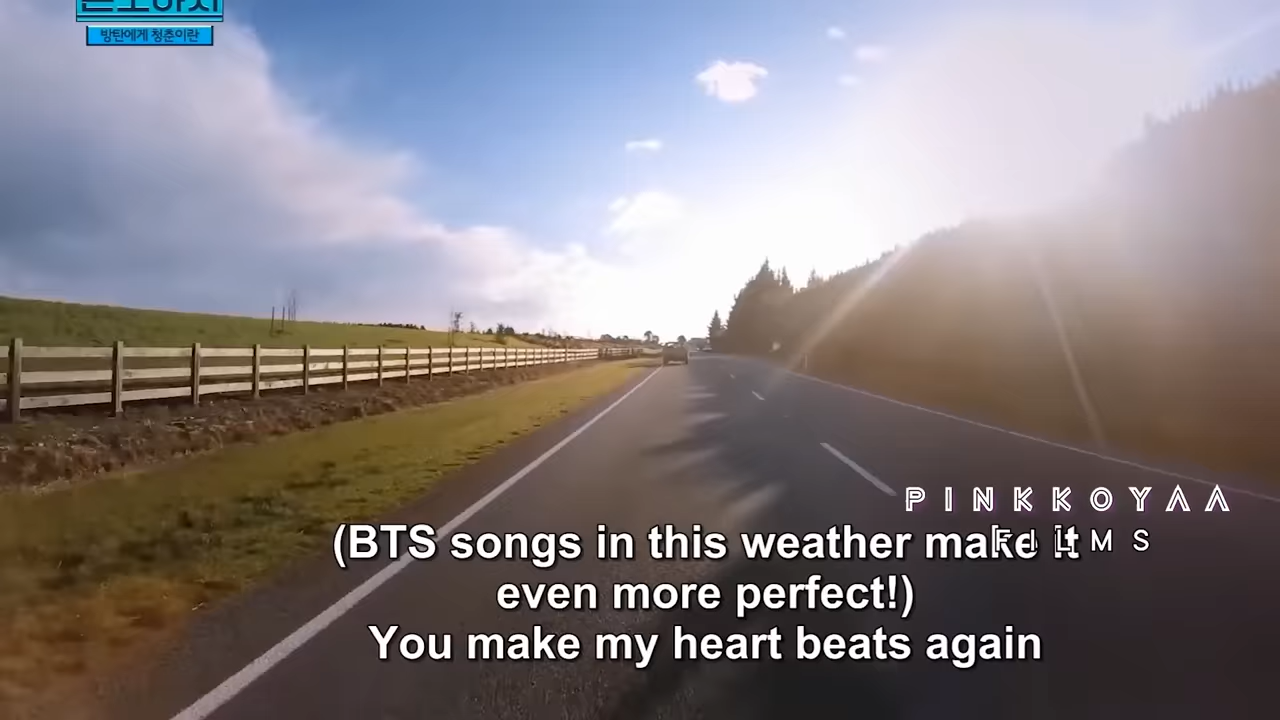 방탄에게 청춘이란
PINKKOYAA
FILMS
(BTS songs in this weather make it
even more perfect!)
You make my heart beats again